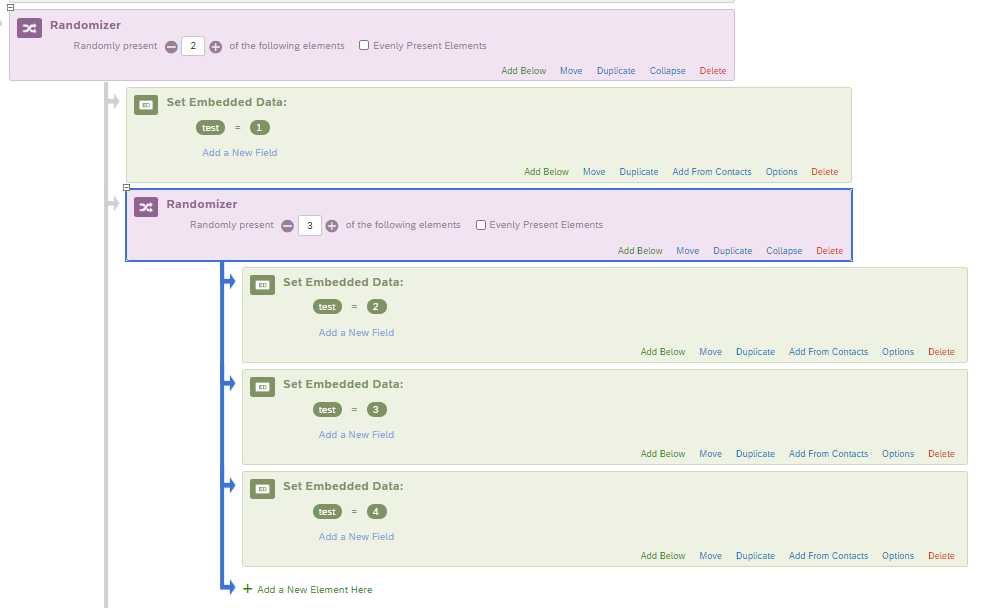 Randomizer
Randomly present 2 of the following elements Evenly Present Elements
Add Below Move Duplicate Collapse Delete
ED Set Embedded Data:
test = 1
Add a New Field
Add Below Move Duplicate Add From Contacts Options Delete
Randomizer
Randomly present 3 of the following elements Evenly Present Elements
Add Below Move Duplicate Collapse Delete
ED Set Embedded Data:
test = 2
Add a New Field
Add Below Move Duplicate Add From Contacts Options Delete
ED Set Embedded Data:
test = 3
Add a New Field
Add Below Move Duplicate Add From Contacts Options Delete
ED Set Embedded Data:
test = 4
Add a New Field
Add Below Move Duplicate Add From Contacts Options Delete
+ Add a New Element Here